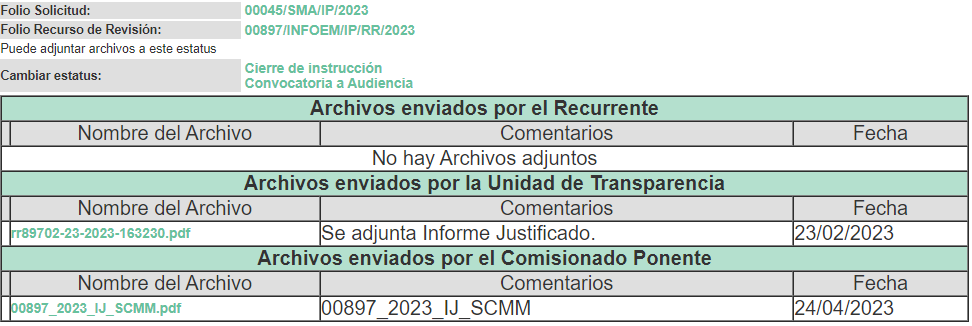 Folio Solicitud: 00045/SMA/IP/2023
Folio Recurso de Revisión: 00897/INFOEM/IP/RR/2023
Puede adjuntar archivos a este estatus
Cambiar estatus: Cierre de instrucción
Convocatoria a Audiencia
Archivos enviados por el Recurrente
Nombre del Archivo Comentarios Fecha
No hay Archivos adjuntos
Archivos enviados por la Unidad de Transparencia
Nombre del Archivo Comentarios Fecha
rr89702-23-2023-163230.pdf Se adjunta Informe Justificado. 23/02/2023
Archivos enviados por el Comisionado Ponente
Nombre del Archivo Comentarios Fecha
00897_2023_IJ_SCMM.pdf 00897_2023_IJ_SCMM 24/04/2023